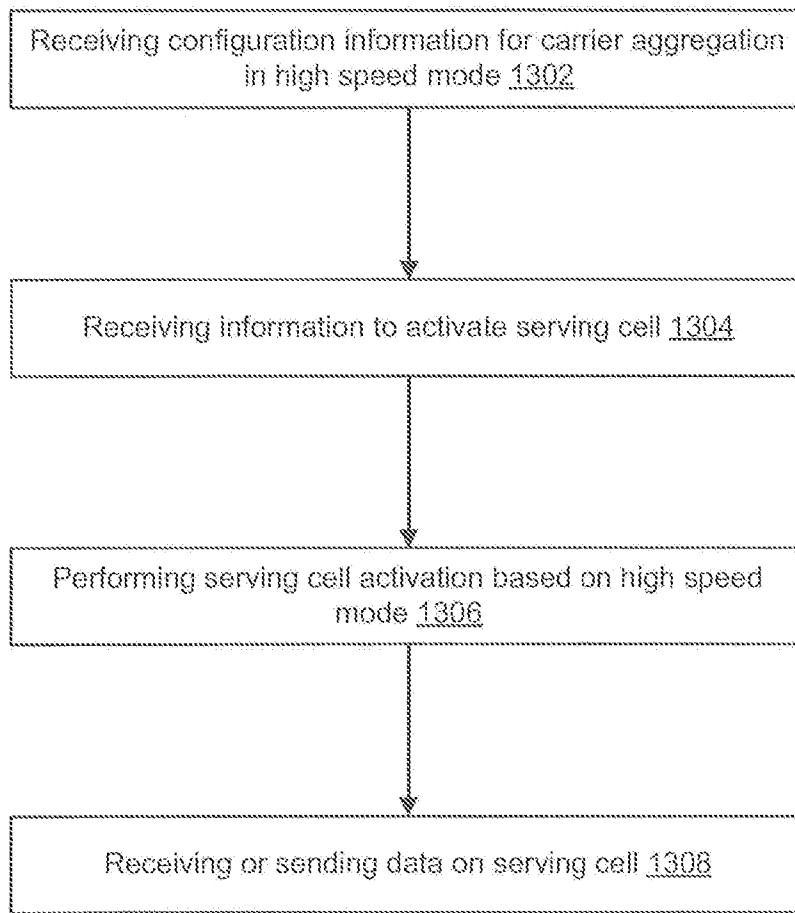 Receiving configuration information for carrier aggregation
in high speed mode 1302
Receiving information to activate serving cell 1304
Performing serving cell activation based on high speed
mode 1306
Receiving or sending data on serving cell 1308